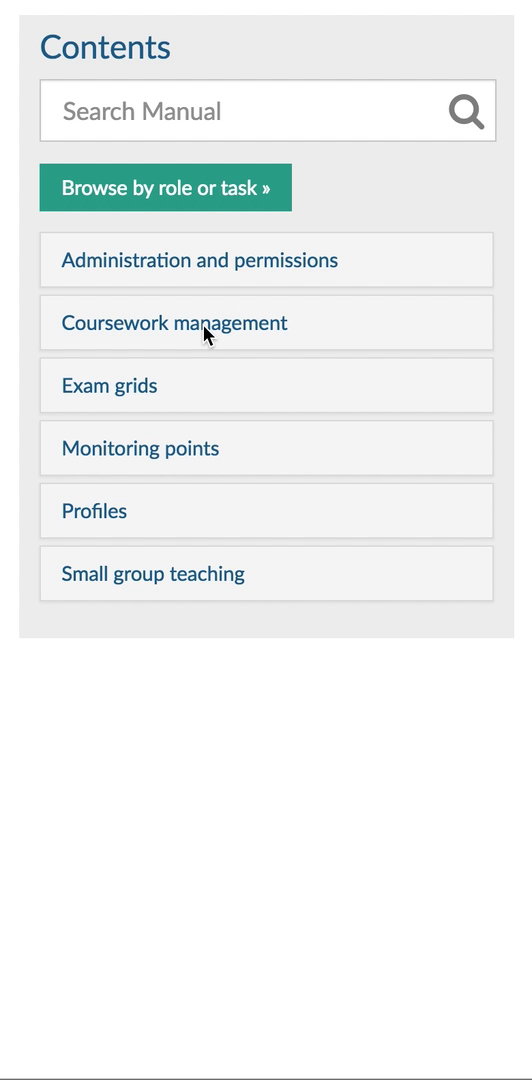 Contents
Search Manual
Browse by role or task »
Administration and permissions
Coursework management
Exam grids
Monitoring points
Profiles
Small group teaching